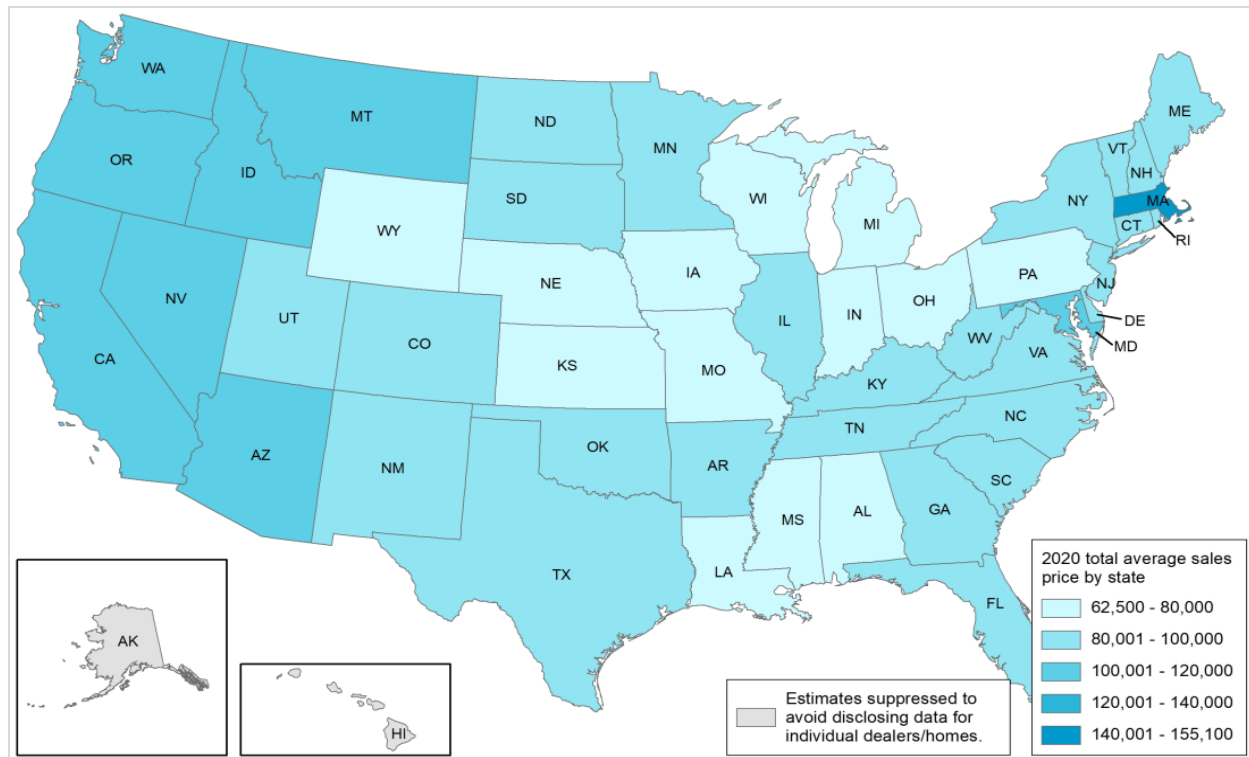 WA
MT
ND
MN
ME
VT
NH
OR
ID
SD
WI
NY
MA
MI
CT
RI
WY
IA
PA
NE
NJ
NV
OH
UT
IL
IN
DE
CO
WV
MD
CA
VA
KS
MO
KY
NC
TN
AZ
OK
NM
AR
SC
MS
AL
GA
TX
LA
FL
AK
HI
2020 total average sales
price by state
62,500 - 80,000
80,001 - 100,000
100,001 - 120,000
120,001 - 140,000
140,001 - 155,100
Estimates suppressed to
avoid disclosing data for
individual dealers/homes.